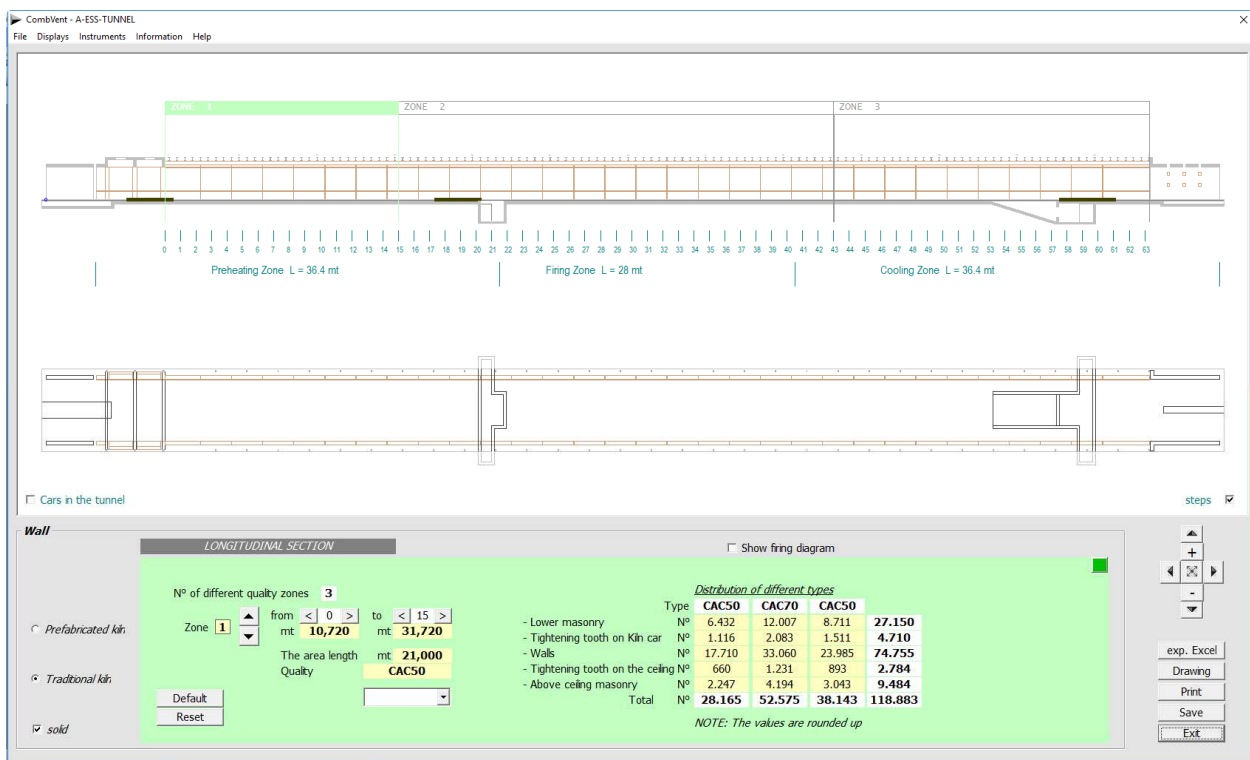 CombVent - A-ESS-TUNNEL
File Displays Instruments Information Help
ZONE 1 ZONE 2 ZONE 3
0 1 2 3 4 5 6 7 8 9 10 11 12 13 14 15 16 17 18 19 20 21 22 23 24 25 26 27 28 29 30 31 32 33 34 35 36 37 38 39 40 41 42 43 44 45 46 47 48 49 50 51 52 53 54 55 56 57 58 59 60 61 62 63
Preheating Zone L = 36.4 mt Firing Zone L = 28 mt Cooling Zone L = 36.4 mt
Cars in the tunnel steps
Wall
LONGITUDINAL SECTION
Show firing diagram
Nº of different quality zones 3
Zone 1 from < 0 > to < 15 >
mt 10,720 mt 31,720
The area length mt 21,000
Quality CAC50
Default
Reset
Prefabricated kiln
Traditional kiln
solid
Distribution of different types
Type CAC50 CAC70 CAC50
- Lower masonry Nº 6.432 12.007 8.711 27.150
- Tightening tooth on Kiln car Nº 1.116 2.083 1.511 4.710
- Walls Nº 17.710 33.060 23.985 74.755
- Tightening tooth on the ceiling Nº 660 1.231 893 2.784
- Above ceiling masonry Nº 2.247 4.194 3.043 9.484
Total Nº 28.165 52.575 38.143 118.883
NOTE: The values are rounded up
+
-
exp. Excel
Drawing
Print
Save
Exit